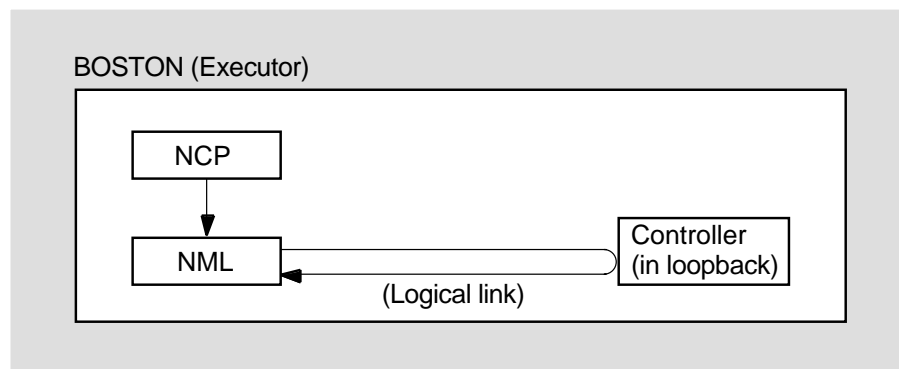 BOSTON (Executor)
NCP
NML
Controller
(in loopback)
(Logical link)